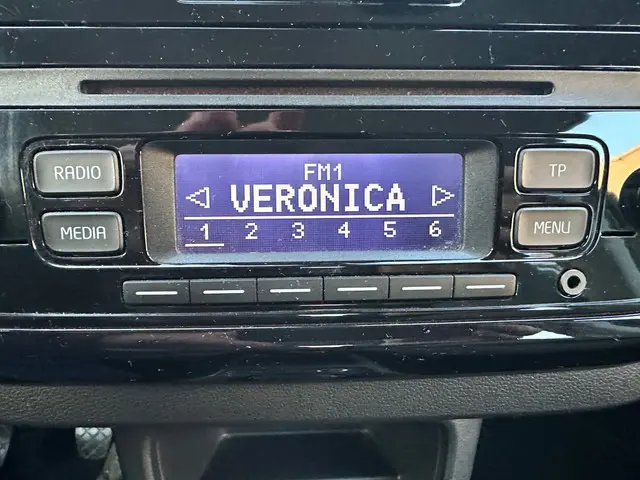 RADIO
MEDIA
FM1
VERONICA
1 2 3 4 5 6
TP
MENU